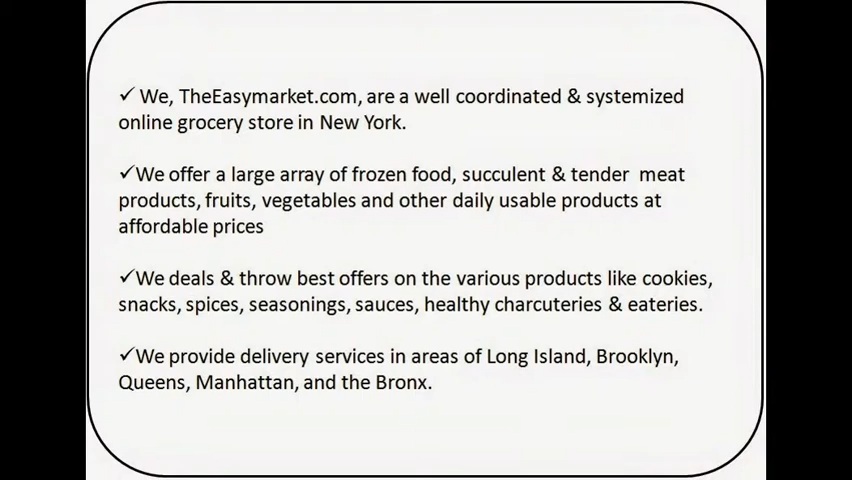 ✓ We, TheEasymarket.com, are a well coordinated & systemized
online grocery store in New York.
✓We offer a large array of frozen food, succulent & tender meat
products, fruits, vegetables and other daily usable products at
affordable prices
✓We deals & throw best offers on the various products like cookies,
snacks, spices, seasonings, sauces, healthy charcuteries & eateries.
✓We provide delivery services in areas of Long Island, Brooklyn,
Queens, Manhattan, and the Bronx.